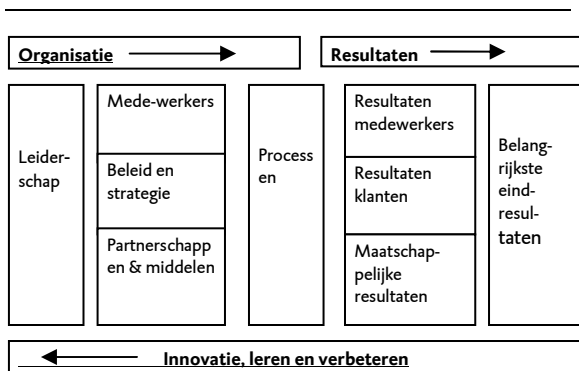 Organisatie
Resultaten
Leider-
schap
Mede-werkers
Beleid en
strategie
Partnerschapp
en & middelen
Process
en
Resultaten
medewerkers
Resultaten
klanten
Maatschap-
pelijke
resultaten
Belang-
rijkste
eind-
resul-
taten
Innovatie, leren en verbeteren